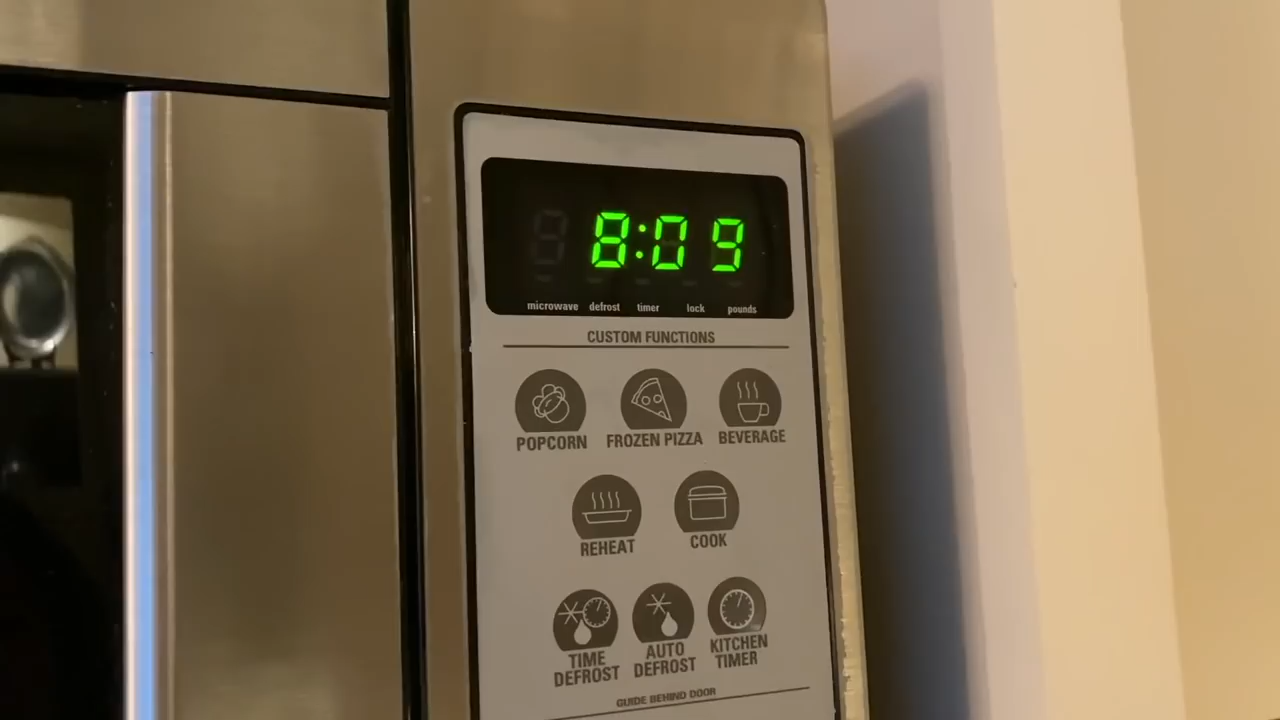 8:09
microwave defrost timer lock pounds
CUSTOM FUNCTIONS
POPCORN FROZEN PIZZA BEVERAGE
REHEAT COOK
TIME DEFROST
AUTO DEFROST
KITCHEN TIMER
GUIDE BEHIND DOOR